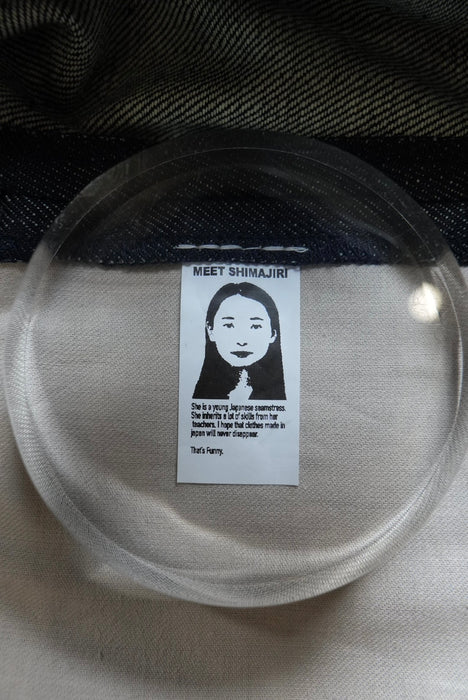 MEET SHIMAJIRI
She is a young Japanese seamstress.
She inherits a lot of skills from her
teachers. I hope that clothes made in
japan will never disappear.
That's Funny.